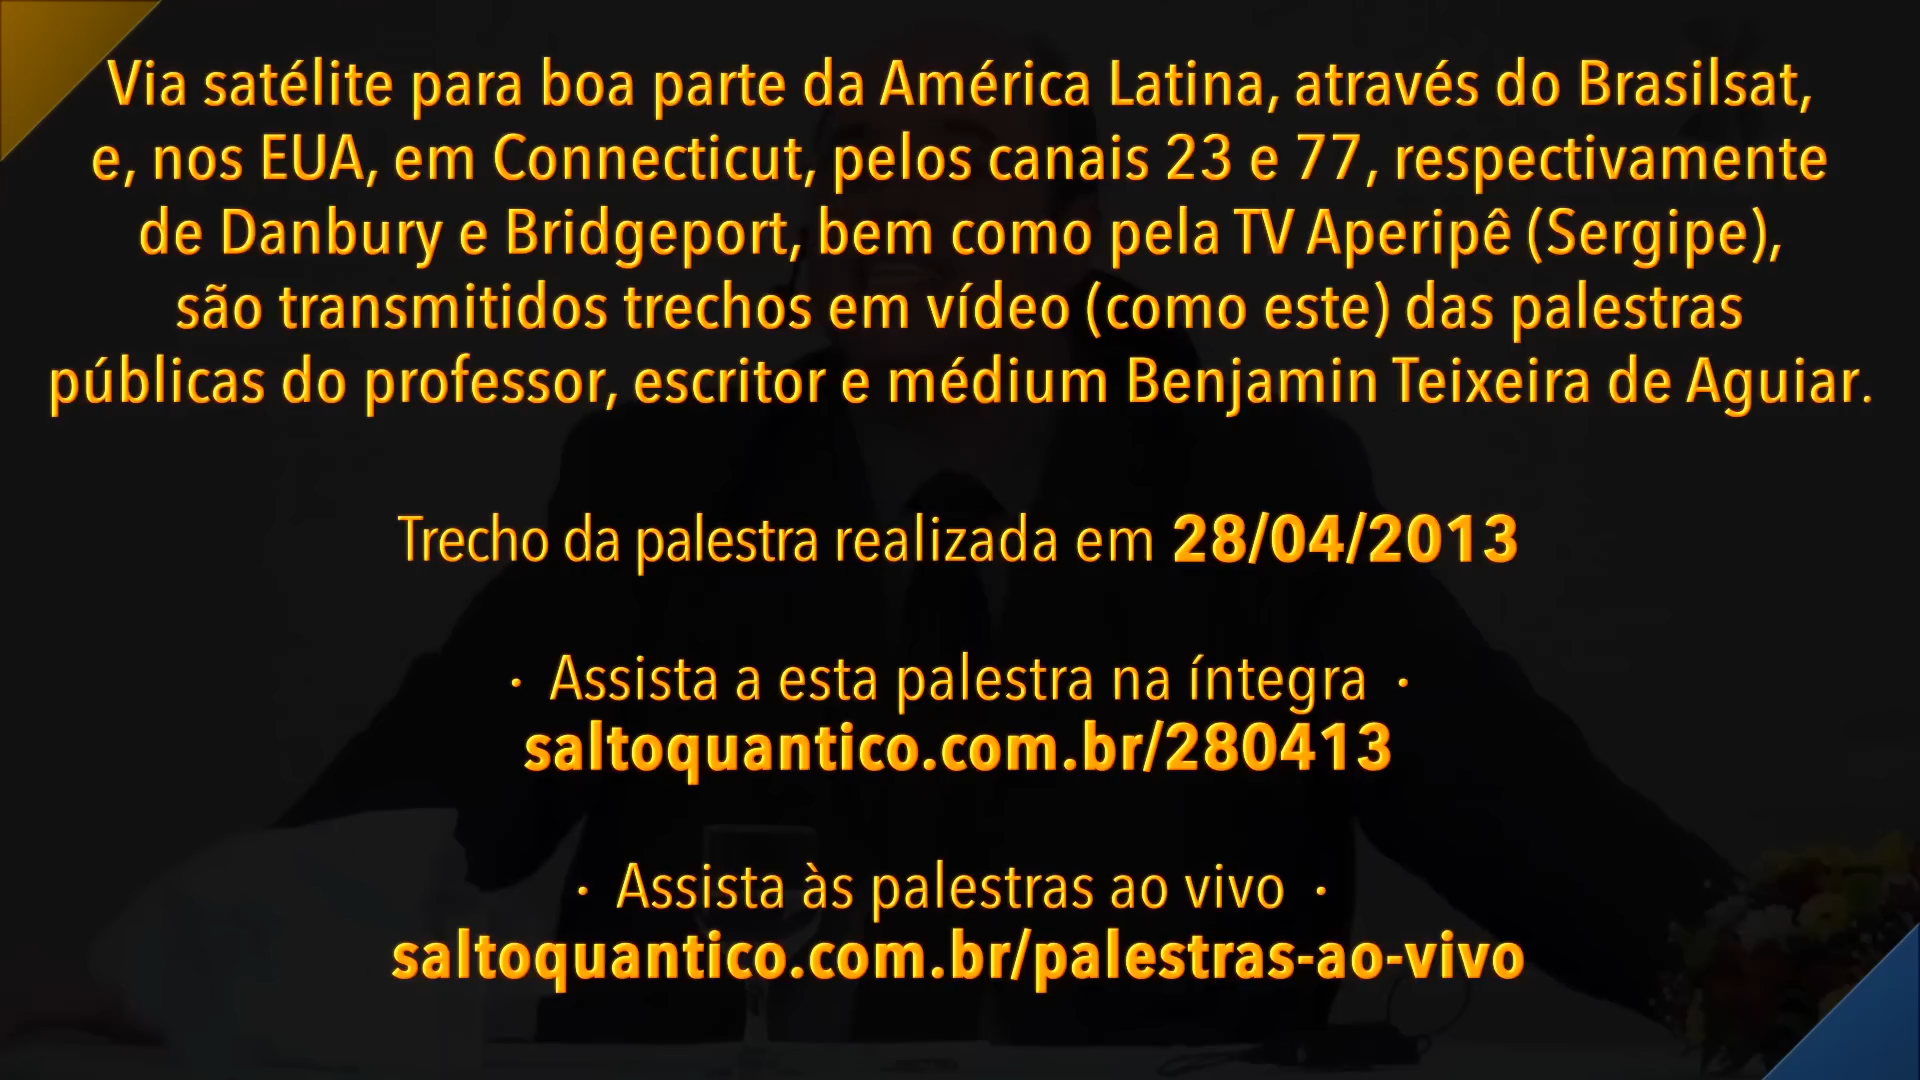 Via satélite para boa parte da América Latina, através do Brasilsat,
e, nos EUA, em Connecticut, pelos canais 23 e 77, respectivamente
de Danbury e Bridgeport, bem como pela TV Aperipê (Sergipe),
são transmitidos trechos em vídeo (como este) das palestras
públicas do professor, escritor e médium Benjamin Teixeira de Aguiar.
Trecho da palestra realizada em 28/04/2013
· Assista a esta palestra na íntegra ·
saltoquantico.com.br/280413
· Assista às palestras ao vivo ·
saltoquantico.com.br/palestras-ao-vivo